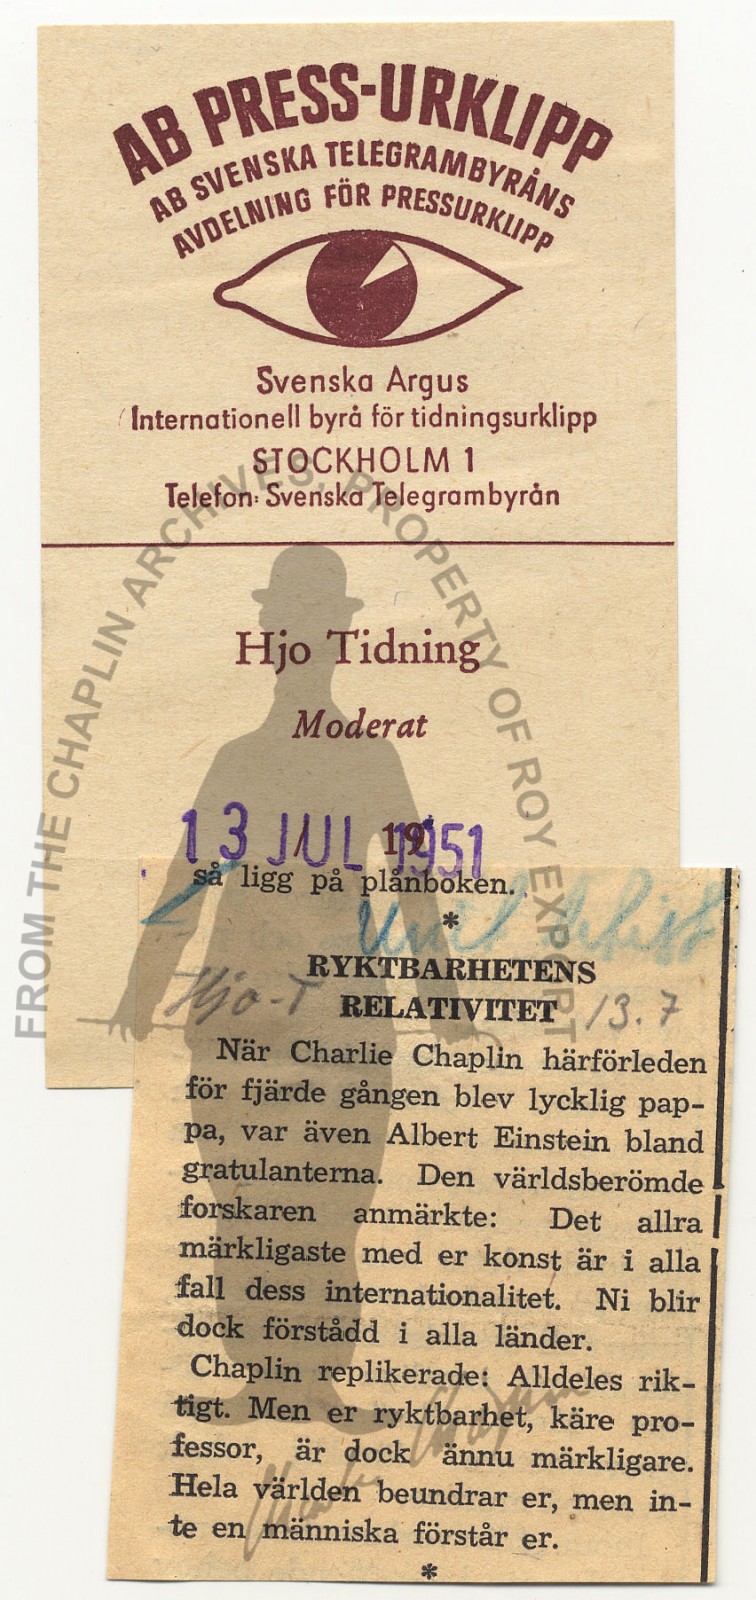 AB PRESS-URKLIPP
AB SVENSKA TELEGRAMBYRÅNS
AVDELNING FÖR PRESSURKLIPP
Svenska Argus
Internationell byrå för tidningsurklipp
STOCKHOLM 1
Telefon: Svenska Telegrambyrån
FROM THE CHAPLIN ARCHIVES, PROPERTY OF ROY EXPORT
Hjo Tidning
Moderat
13 JUL 1951
19
så ligg på plånboken.
*
RYKTBARHETENS
Hjo-T RELATIVITET 13.7
När Charlie Chaplin härförleden
för fjärde gången blev lycklig pap-
pa, var även Albert Einstein bland
gratulanterna. Den världsberömde
forskaren anmärkte: Det allra
märkligaste med er konst är i alla
fall dess internationalitet. Ni blir
dock förstådd i alla länder.
Chaplin replikerade: Alldeles rik-
tigt. Men er ryktbarhet, käre pro-
fessor, är dock ännu märkligare.
Hela världen beundrar er, men in-
te en människa förstår er.
Charlie Chaplin
*